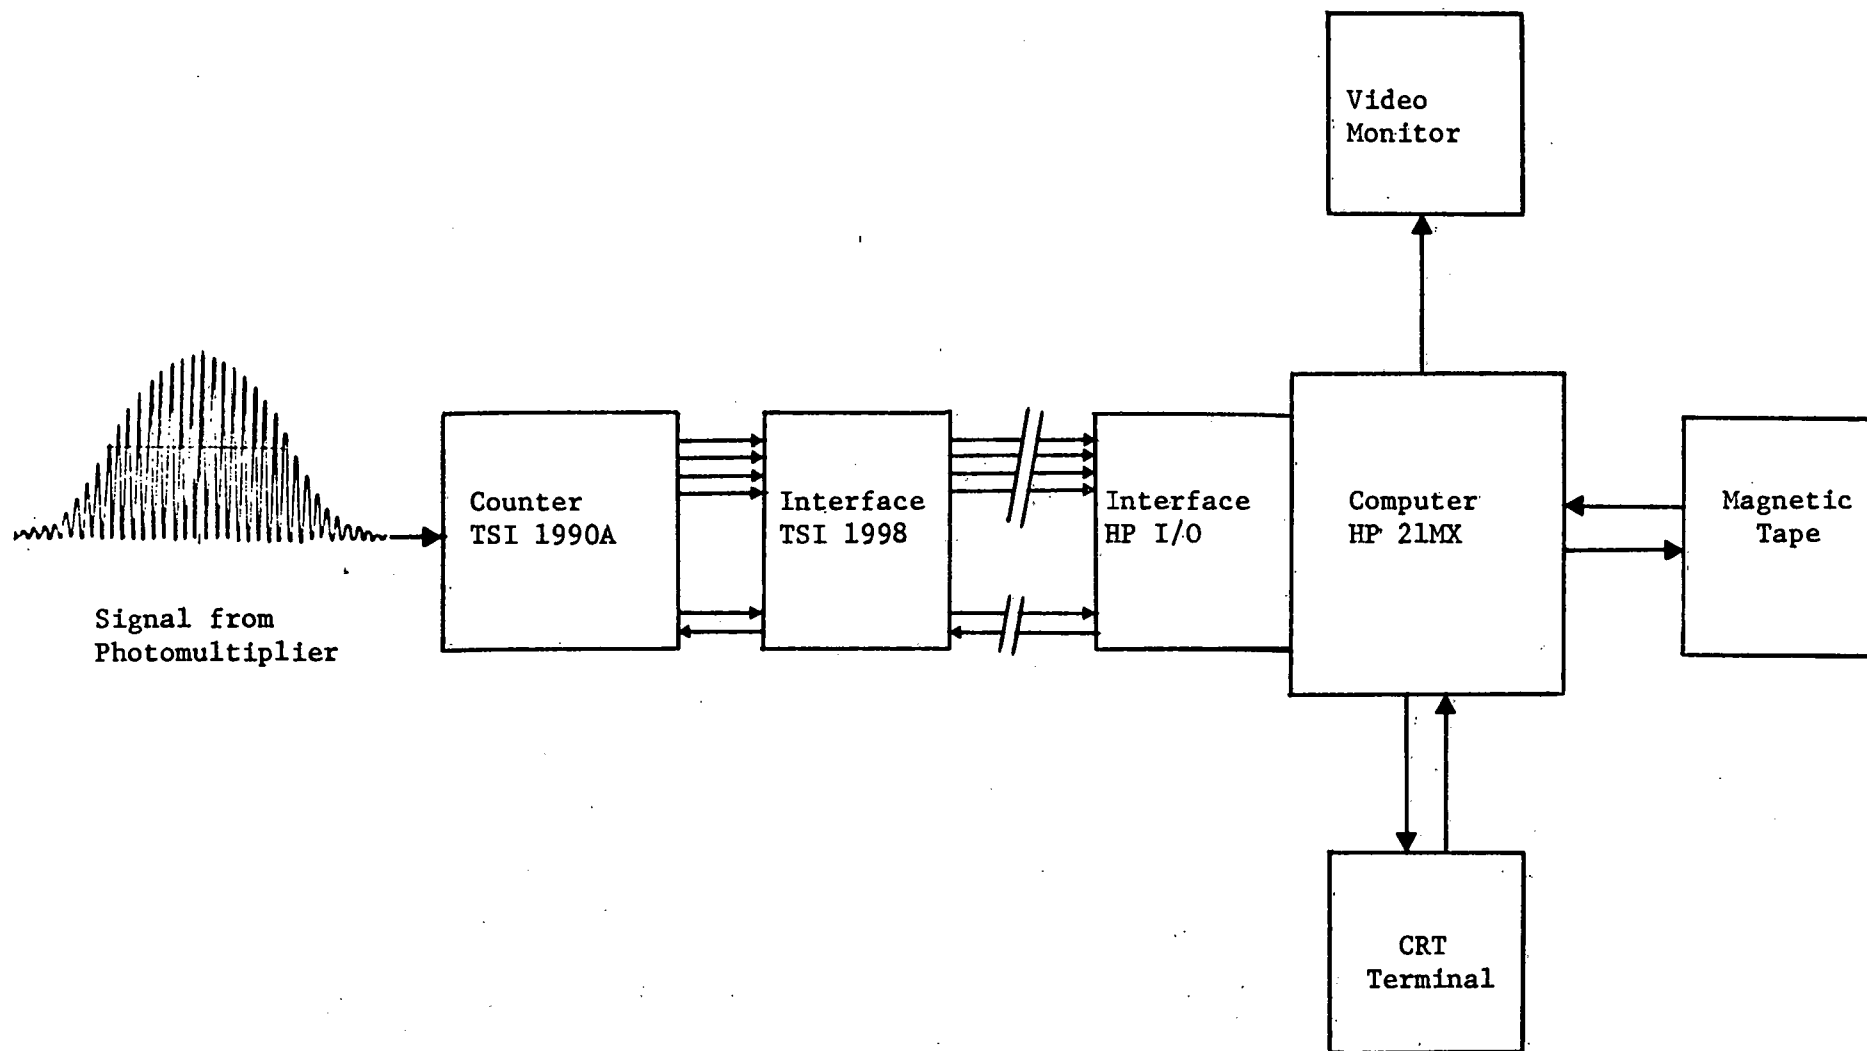 Video
Monitor
Counter
TSI 1990A
Interface
TSI 1998
Interface
HP I/O
Computer
HP 21MX
Magnetic
Tape
Signal from
Photomultiplier
CRT
Terminal